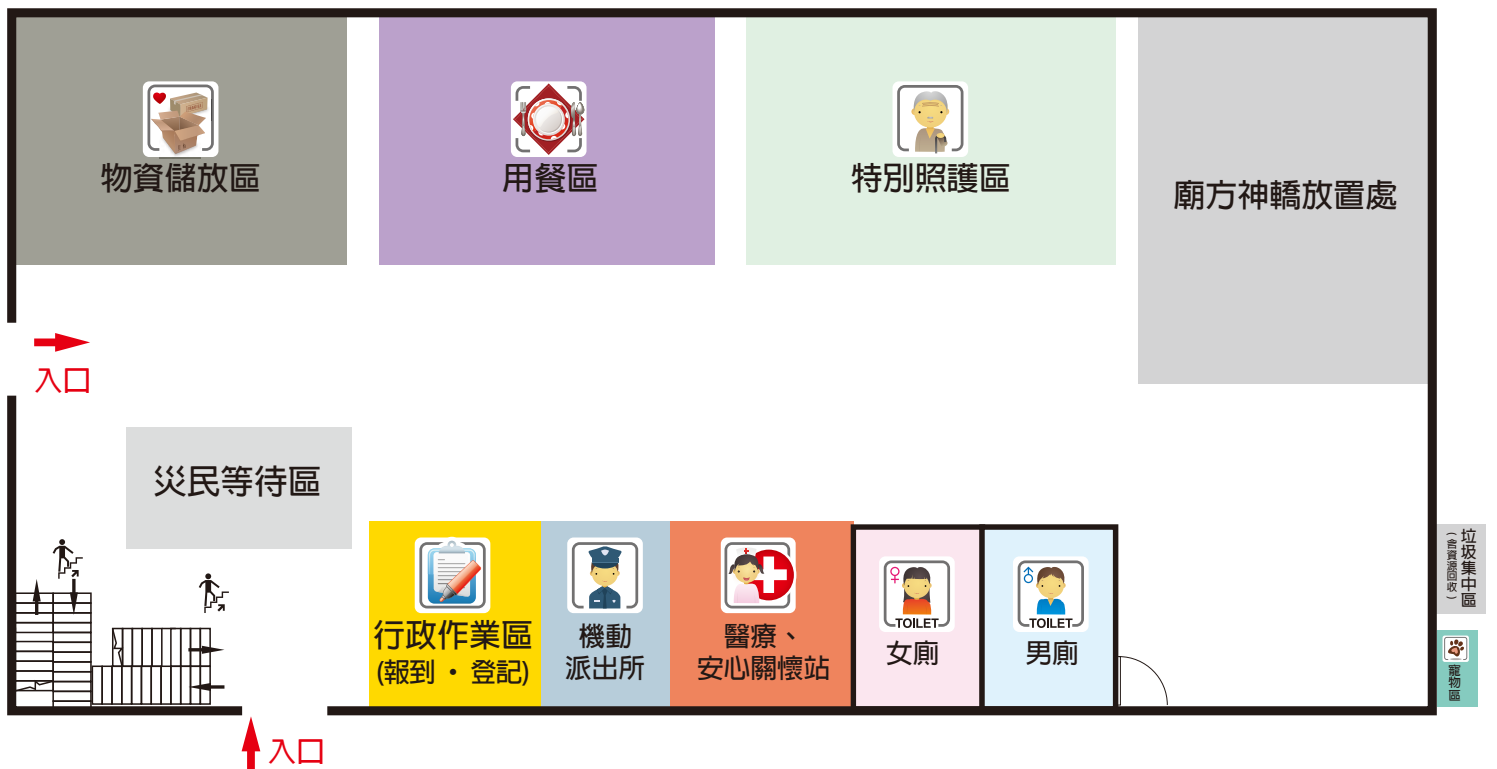 物資儲放區
用餐區
特別照護區
廟方神轎放置處
入口
災民等待區
行政作業區
(報到・登記)
機動
派出所
醫療、
安心關懷站
TOILET
女廁
TOILET
男廁
垃圾集中區
(含資源回收)
寵物區
入口